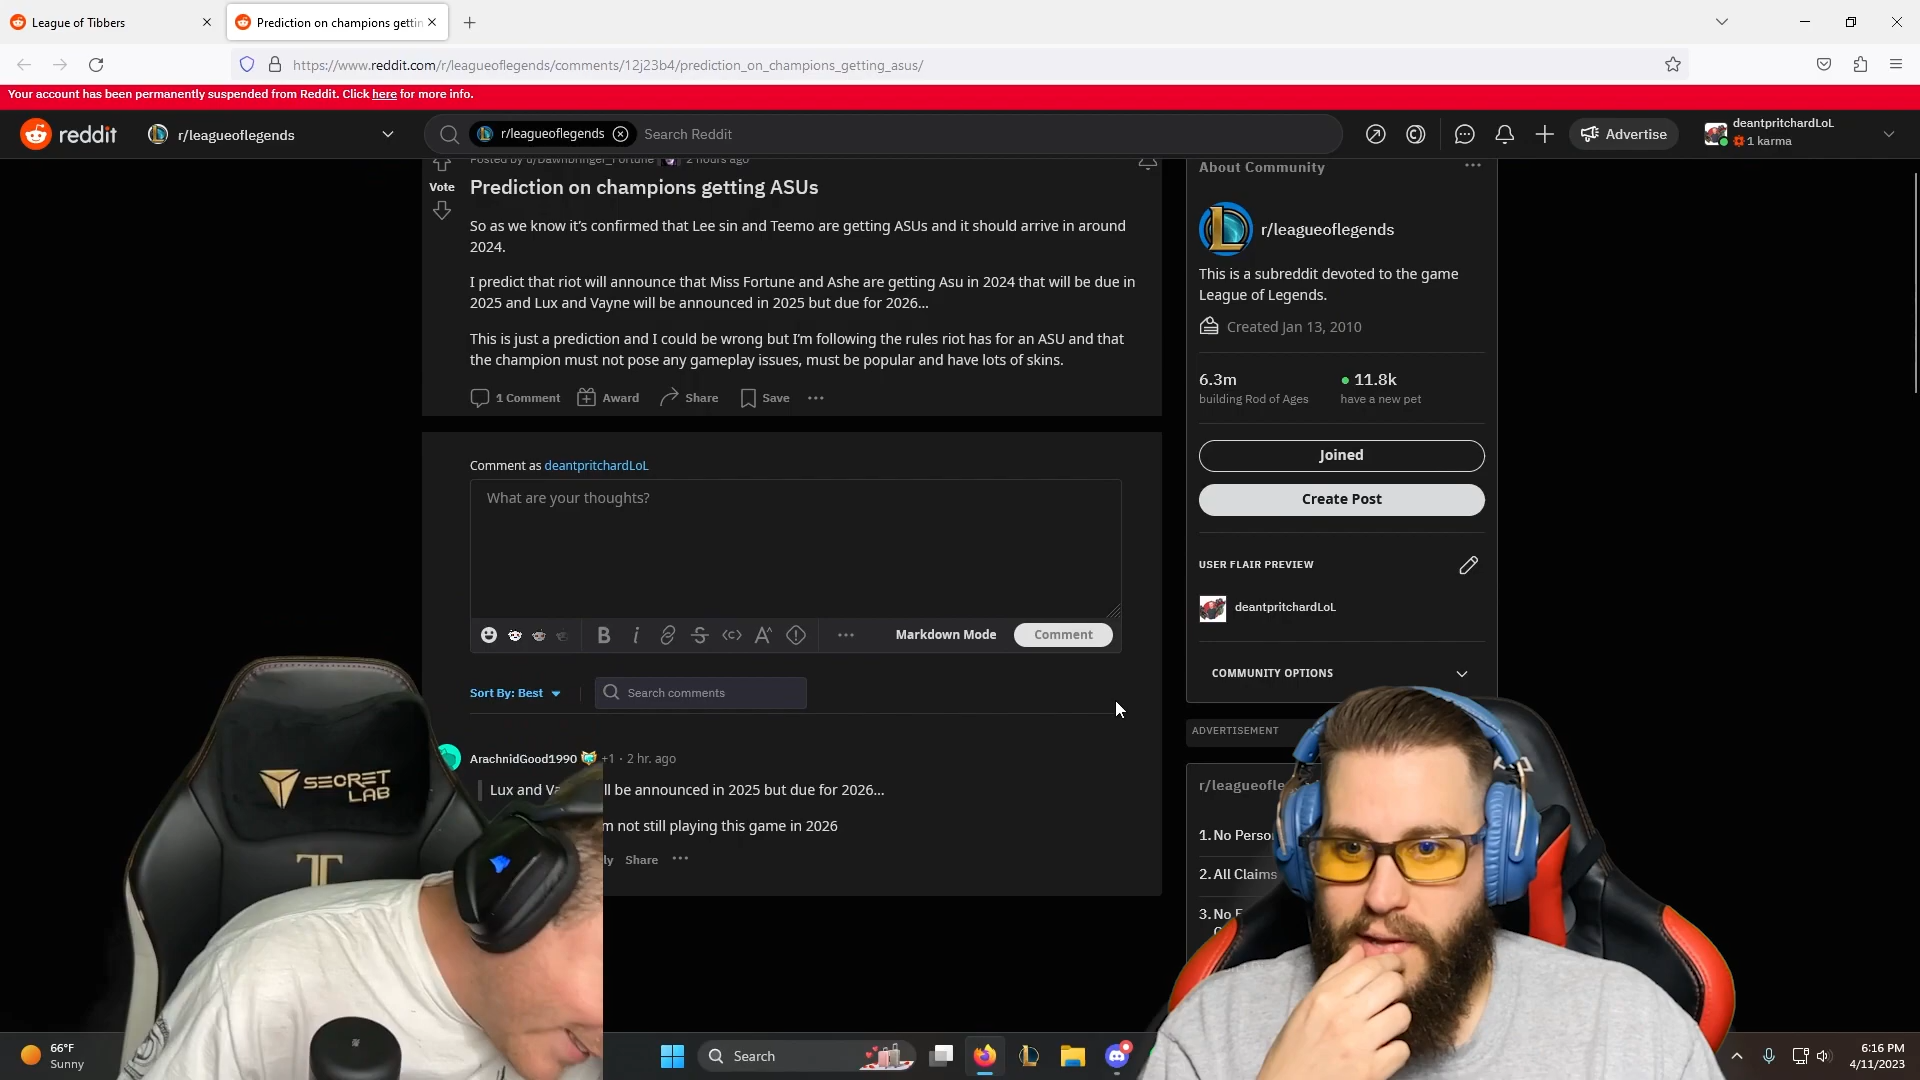 League of Tibbers
Prediction on champions gettin
https://www.reddit.com/r/leagueoflegends/comments/12j23b4/prediction_on_champions_getting_asus/
Your account has been permanently suspended from Reddit. Click here for more info.
reddit
r/leagueoflegends
r/leagueoflegends
Search Reddit
Advertise
deantpritchardLoL
1 karma
Posted by u/Dawnbringer_Fortune 2 hours ago
Vote
Prediction on champions getting ASUs
So as we know it's confirmed that Lee sin and Teemo are getting ASUs and it should arrive in around
2024.
I predict that riot will announce that Miss Fortune and Ashe are getting Asu in 2024 that will be due in
2025 and Lux and Vayne will be announced in 2025 but due for 2026...
This is just a prediction and I could be wrong but I'm following the rules riot has for an ASU and that
the champion must not pose any gameplay issues, must be popular and have lots of skins.
1 Comment
Award
Share
Save
Comment as deantpritchardLoL
What are your thoughts?
Markdown Mode
Comment
Sort By: Best
Search comments
ArachnidGood1990 +1 · 2 hr. ago
Lux and Va ll be announced in 2025 but due for 2026...
m not still playing this game in 2026
ly
Share
About Community
r/leagueoflegends
This is a subreddit devoted to the game
League of Legends.
Created Jan 13, 2010
6.3m
11.8k
building Rod of Ages
have a new pet
Joined
Create Post
USER FLAIR PREVIEW
deantpritchardLoL
COMMUNITY OPTIONS
ADVERTISEMENT
r/leagueofle
1. No Perso
2. All Claims
3. No
SECRET
LAB
66°F
Sunny
Search
6:16 PM
4/11/2023